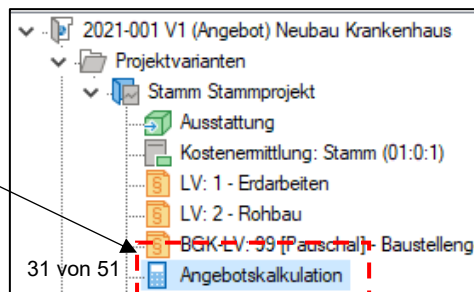 2021-001 V1 (Angebot) Neubau Krankenhaus
Projektvarianten
Stamm Stammprojekt
Ausstattung
Kostenermittlung: Stamm (01:0:1)
LV: 1 - Erdarbeiten
LV: 2 - Rohbau
BGK-LV: 99 [Pauschal] - Baustelleng
31 von 51
Angebotskalkulation